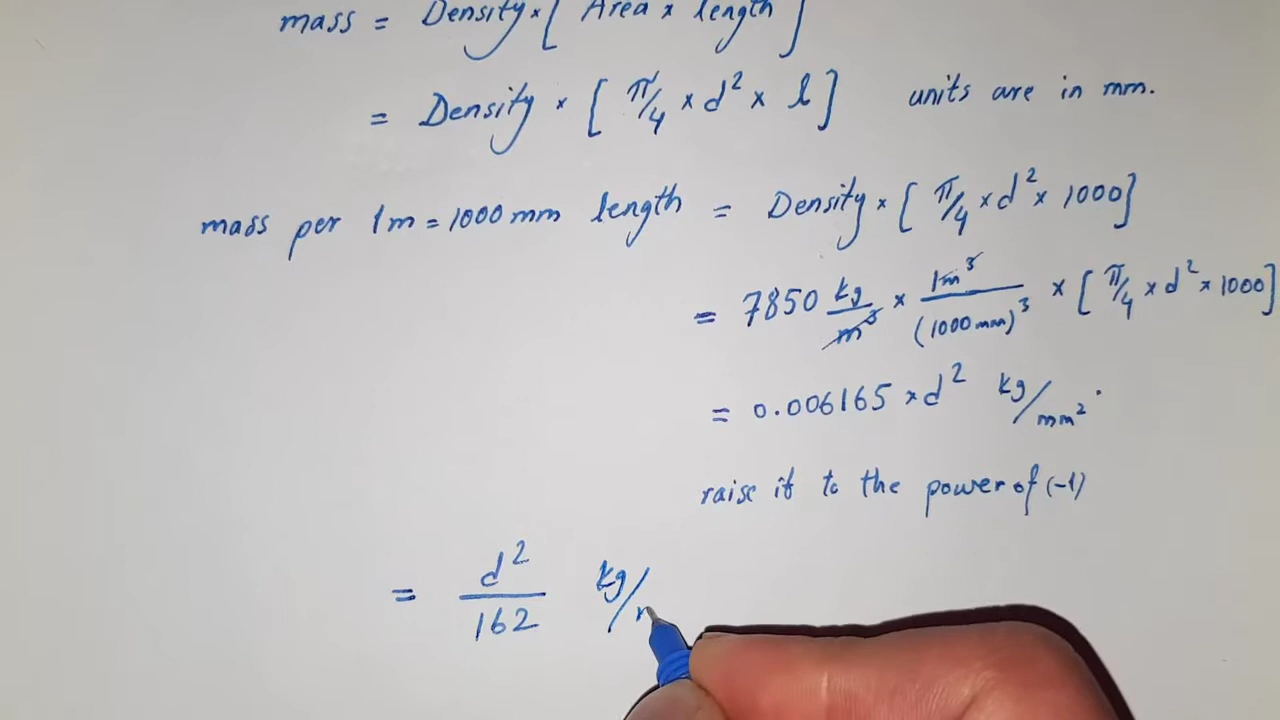 mass = Density × [ Area × length ]
= Density × [ π/4 × d² × l ] units are in mm.
mass per 1m = 1000 mm length = Density × [ π/4 × d² × 1000 ]
= 7850 kg/m³ × 1m³/(1000 mm)³ × [ π/4 × d² × 1000 ]
= 0.006165 × d² kg/mm².
raise it to the power of (-1)
= d²/162 kg/